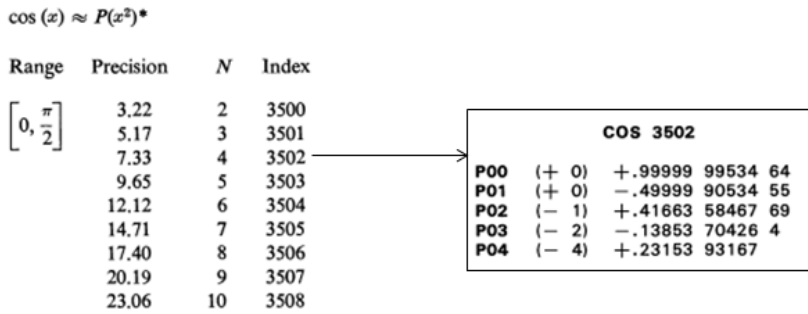 cos (x) ≈ P(x²)*
Range Precision N Index
[0, π/2] 3.22 2 3500
5.17 3 3501
7.33 4 3502
9.65 5 3503
12.12 6 3504
14.71 7 3505
17.40 8 3506
20.19 9 3507
23.06 10 3508
COS 3502
P00 (+ 0) +.99999 99534 64
P01 (+ 0) −.49999 90534 55
P02 (− 1) +.41663 58467 69
P03 (− 2) −.13853 70426 4
P04 (− 4) +.23153 93167